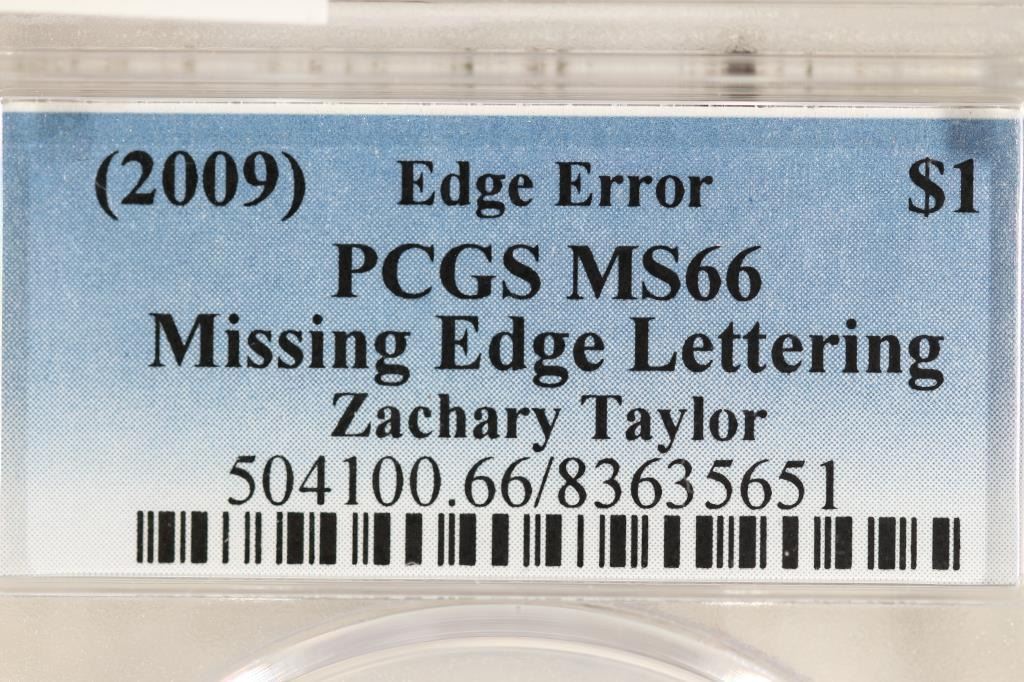 (2009) Edge Error $1
PCGS MS66
Missing Edge Lettering
Zachary Taylor
504100.66/83635651